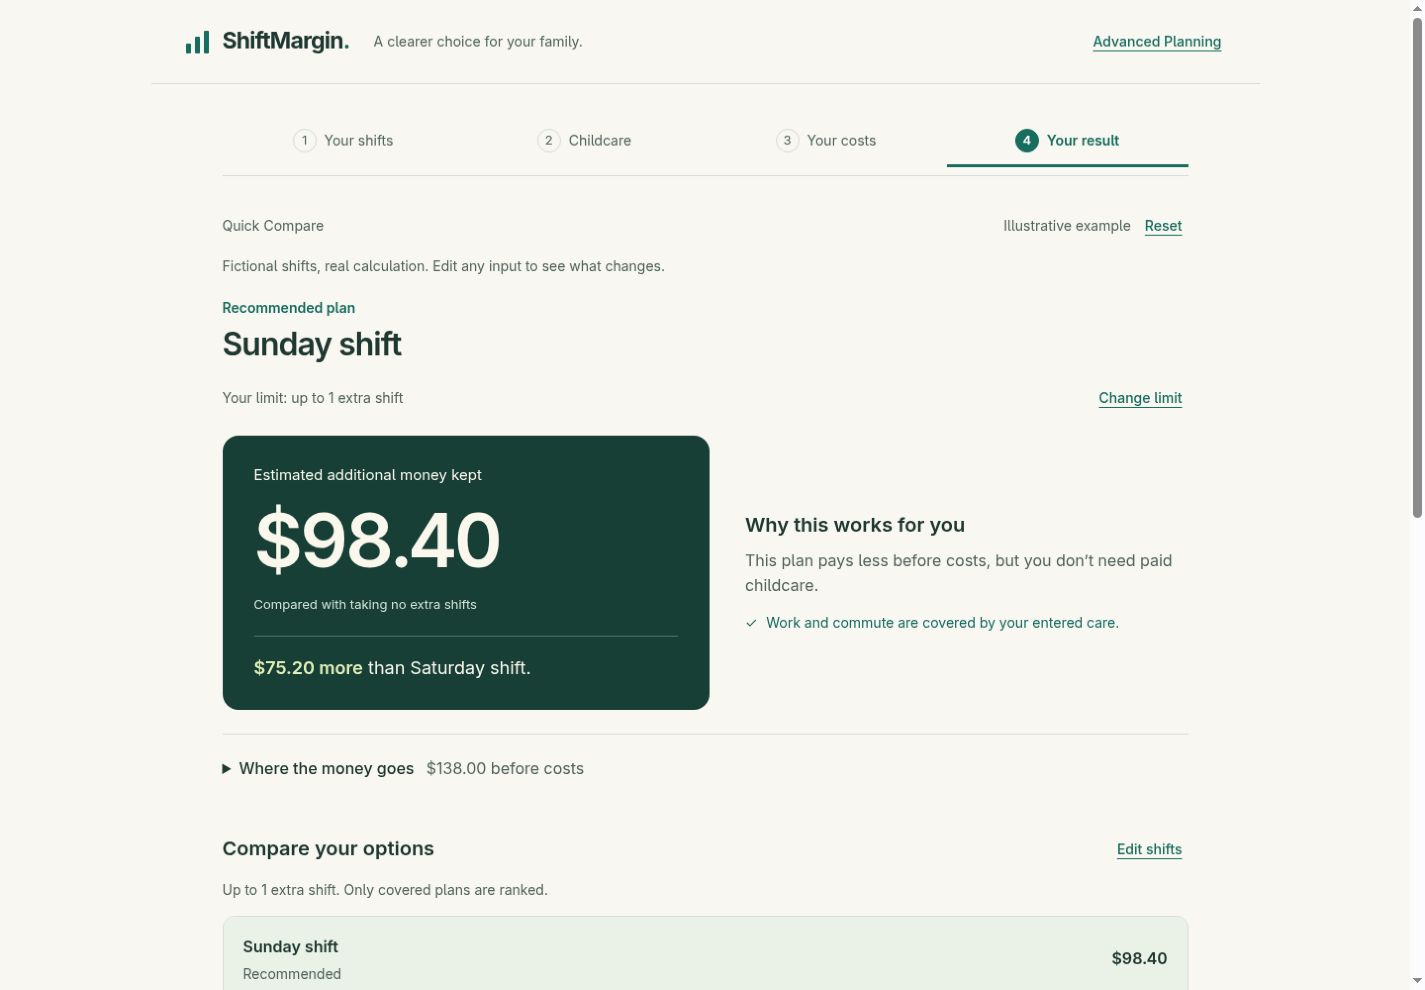 ShiftMargin.
A clearer choice for your family.
Advanced Planning
1 Your shifts
2 Childcare
3 Your costs
4 Your result
Quick Compare
Illustrative example
Reset
Fictional shifts, real calculation. Edit any input to see what changes.
Recommended plan
Sunday shift
Your limit: up to 1 extra shift
Change limit
Estimated additional money kept
$98.40
Compared with taking no extra shifts
$75.20 more than Saturday shift.
Why this works for you
This plan pays less before costs, but you don’t need paid
childcare.
✓ Work and commute are covered by your entered care.
Where the money goes $138.00 before costs
Compare your options
Edit shifts
Up to 1 extra shift. Only covered plans are ranked.
Sunday shift
Recommended
$98.40